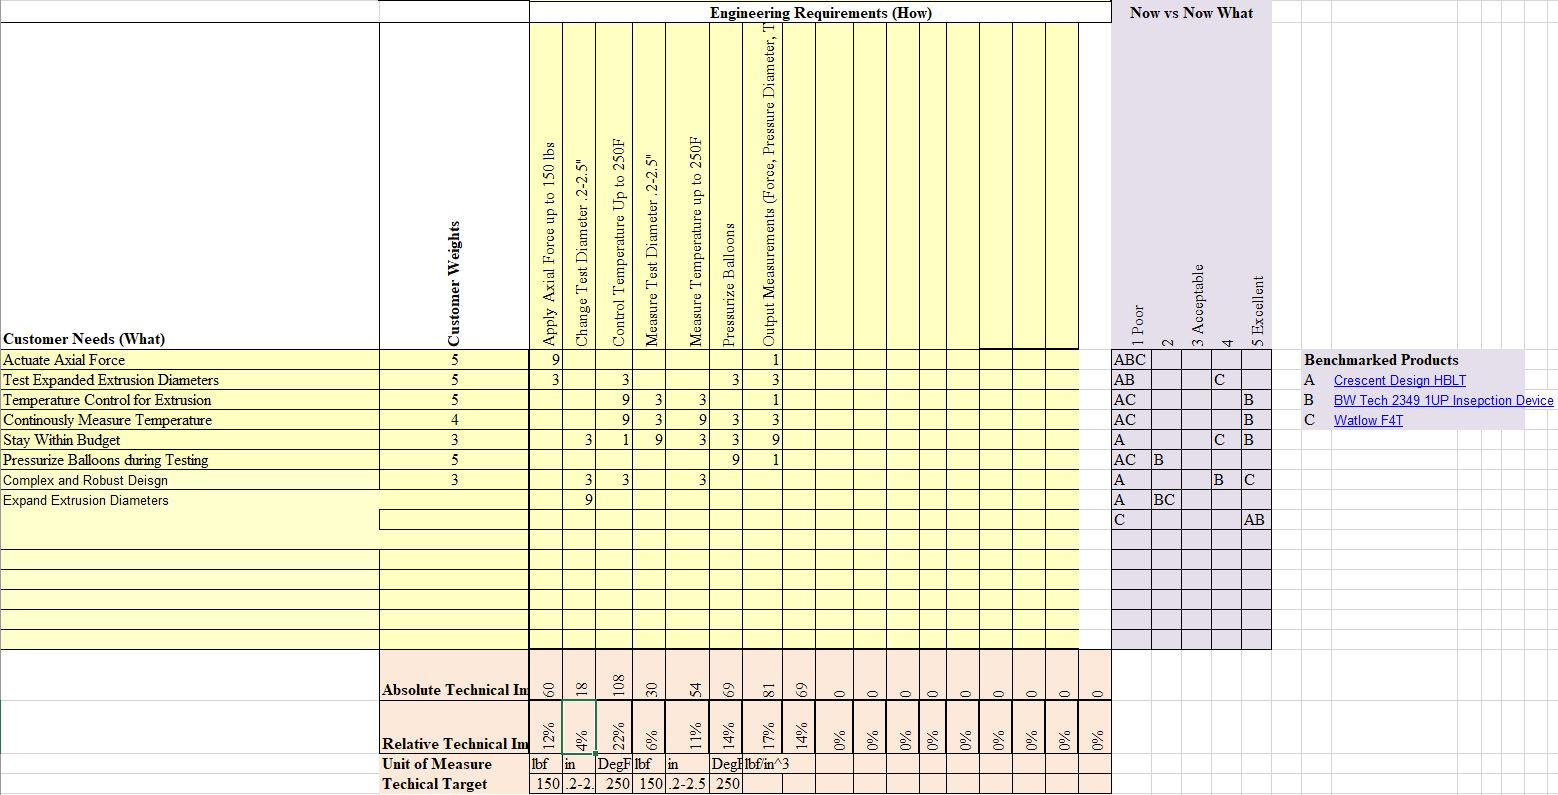 Engineering Requirements (How)
Now vs Now What
Customer Needs (What)
Customer Weights
Apply Axial Force up to 150 lbs
Change Test Diameter .2-2.5"
Control Temperature Up to 250F
Measure Test Diameter .2-2.5"
Measure Temperature up to 250F
Pressurize Balloons
Output Measurements (Force, Pressure Diameter, T
1 Poor
2
3 Acceptable
4
5 Excellent
Actuate Axial Force 5 9 1 ABC
Benchmarked Products
Test Expanded Extrusion Diameters 5 3 3 3 3 AB C
A Crescent Design HBLT
Temperature Control for Extrusion 5 9 3 3 1 AC B
B BW Tech 2349 1UP Insepction Device
Continously Measure Temperature 4 9 3 9 3 3 AC B
C Watlow F4T
Stay Within Budget 3 3 1 9 3 3 9 A C B
Pressurize Balloons during Testing 5 9 1 AC B
Complex and Robust Deisgn 3 3 3 3 A B C
Expand Extrusion Diameters 9 A BC
C AB
Absolute Technical Im 60 18 108 30 54 69 81 69 0 0 0 0 0 0 0 0 0
Relative Technical Im 12% 4% 22% 6% 11% 14% 17% 14% 0% 0% 0% 0% 0% 0% 0% 0% 0%
Unit of Measure lbf in DegF lbf in DegF lbf/in^3
Techical Target 150 .2-2. 250 150 .2-2.5 250